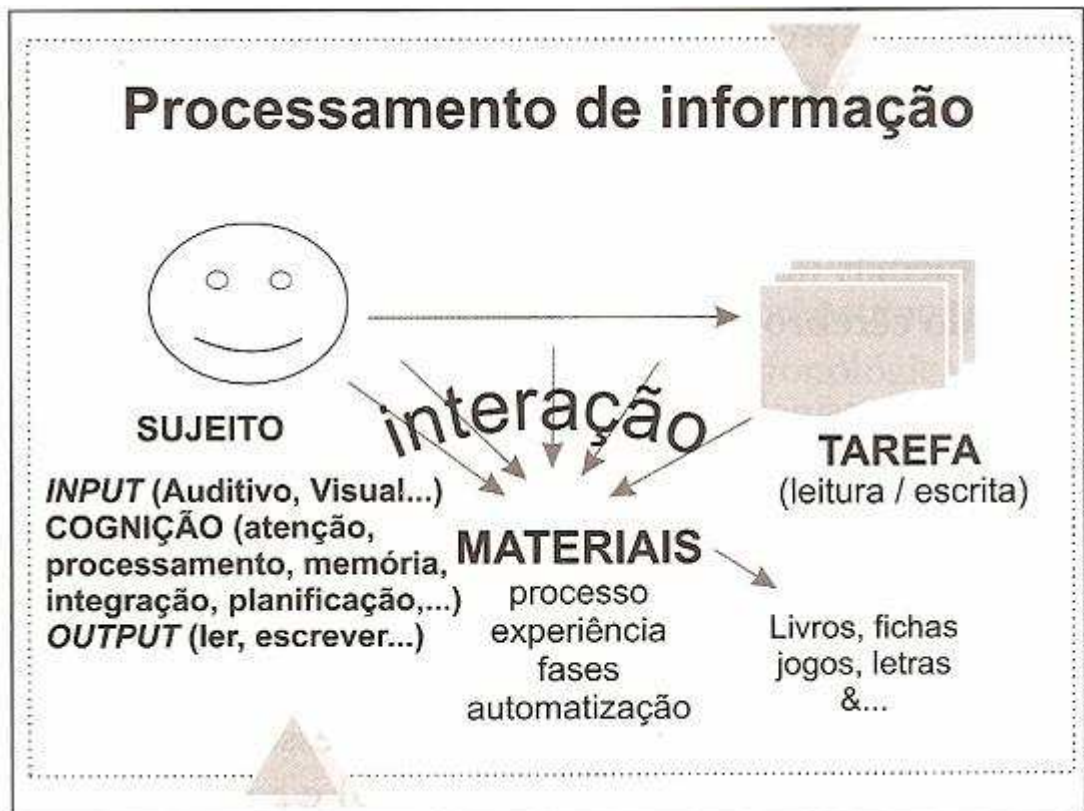 Processamento de informação
interação
SUJEITO
INPUT (Auditivo, Visual...)
COGNIÇÃO (atenção,
processamento, memória,
integração, planificação,...)
OUTPUT (ler, escrever...)
MATERIAIS
processo
experiência
fases
automatização
TAREFA
(leitura / escrita)
Livros, fichas
jogos, letras
&...